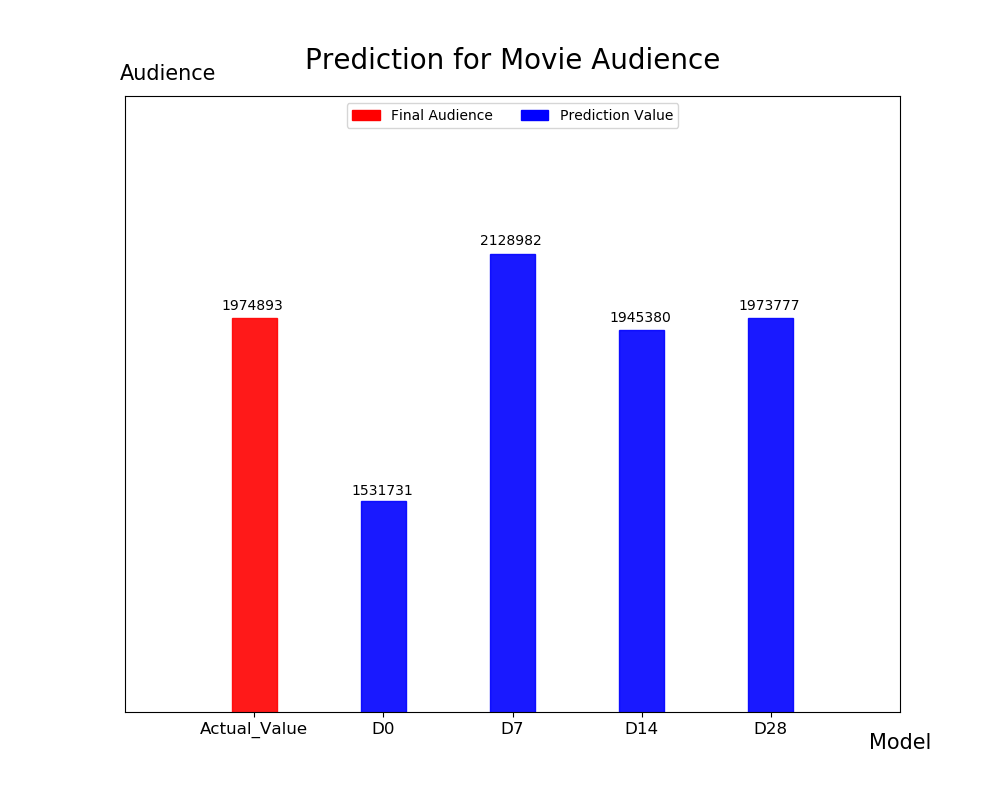 Prediction for Movie Audience
Audience
Final Audience Prediction Value
2128982
1974893
1945380
1973777
1531731
Actual_Value D0 D7 D14 D28
Model